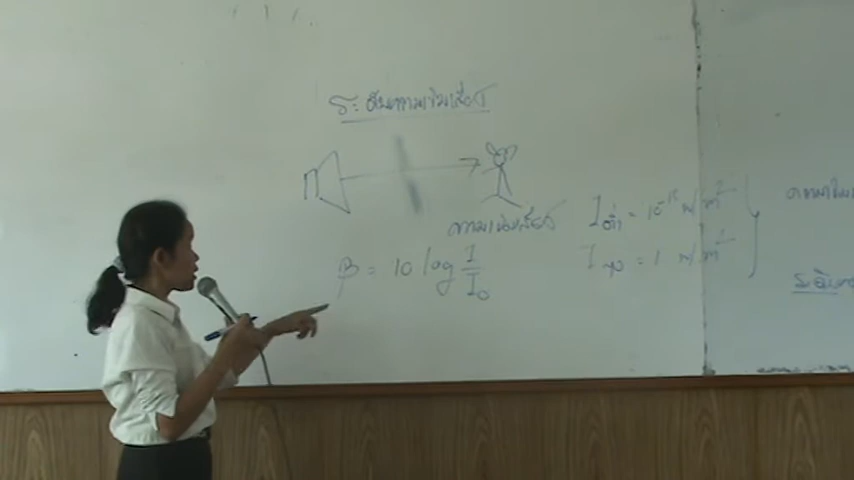 ระดับความเข้มเสียง
ความเข้มเสียง
I ต่ำ = 10⁻¹² W/m²
I สูง = 1 W/m²
β = 10 log I/I₀